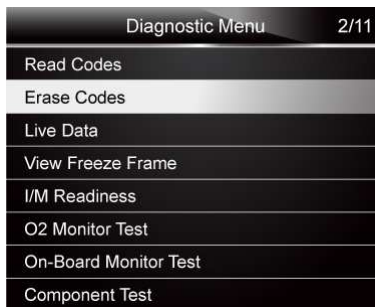 Diagnostic Menu 2/11
Read Codes
Erase Codes
Live Data
View Freeze Frame
I/M Readiness
O2 Monitor Test
On-Board Monitor Test
Component Test